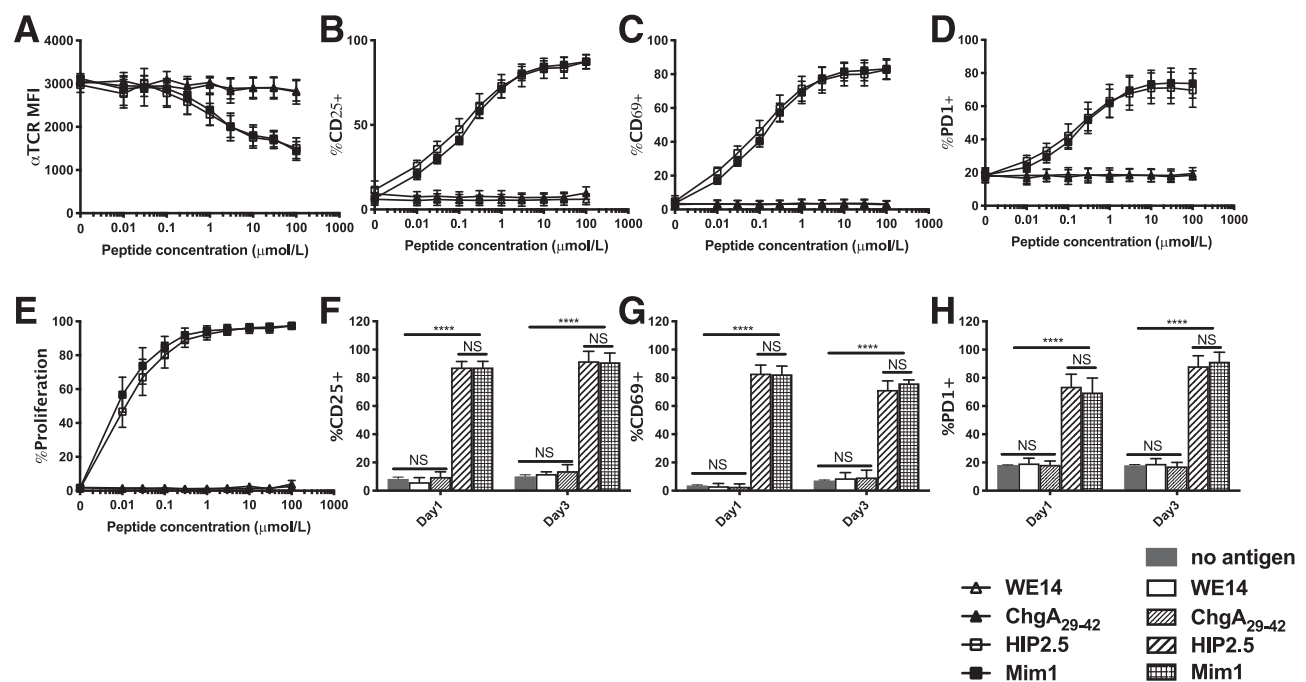 A
B
C
D
4000
3000
2000
1000
0
αTCR MFI
0 0.01 0.1 1 10 100 1000
Peptide concentration (μmol/L)
100
50
0
%CD25+
0 0.01 0.1 1 10 100 1000
Peptide concentration (μmol/L)
100
80
60
40
20
0
%CD69+
0 0.01 0.1 1 10 100 1000
Peptide concentration (μmol/L)
100
80
60
40
20
0
%PD1+
0 0.01 0.1 1 10 100 1000
Peptide concentration (μmol/L)
E
F
G
H
100
80
60
40
20
0
%Proliferation
0 0.01 0.1 1 10 100 1000
Peptide concentration (μmol/L)
120
100
80
60
40
20
0
%CD25+
**** ****
NS NS
NS NS
Day1 Day3
120
100
80
60
40
20
0
%CD69+
**** ****
NS NS
NS NS
Day1 Day3
120
100
80
60
40
20
0
%PD1+
**** ****
NS NS
NS NS
Day1 Day3
no antigen
WE14 WE14
ChgA29-42 ChgA29-42
HIP2.5 HIP2.5
Mim1 Mim1